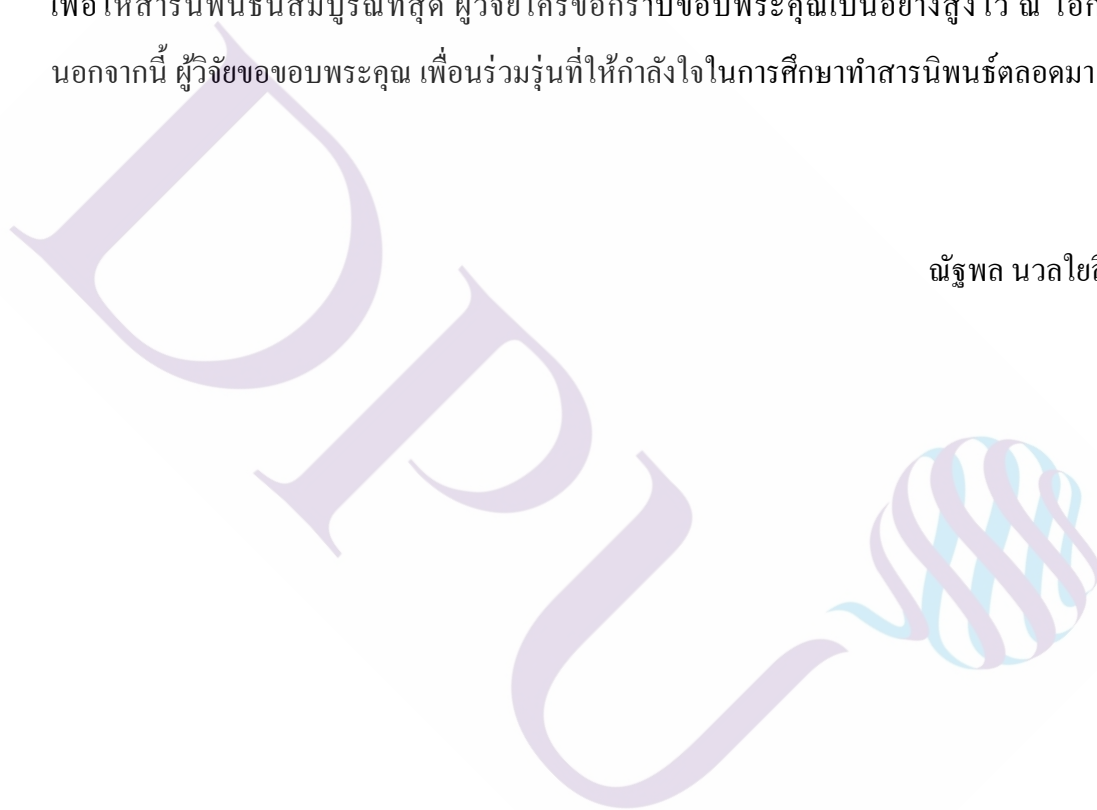 เพื่อให้สารนิพนธ์นี้สมบูรณ์ที่สุด ผู้วิจัยใคร่ขอกราบขอบพระคุณเป็นอย่างสูงไว้ ณ
นอกจากนี้ ผู้วิจัยขอขอบพระคุณ เพื่อนร่วมรุ่นที่ให้กำลังใจในการศึกษาทำสารนิพนธ์ตลอดมา
ณัฐพล
DPU